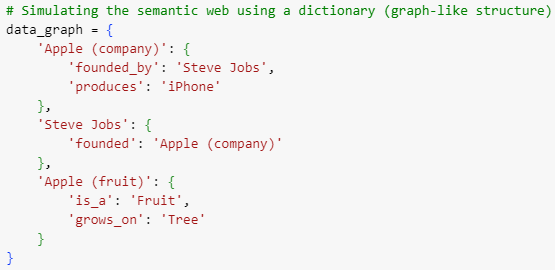 # Simulating the semantic web using a dictionary (graph-like structure)
data_graph = {
    'Apple (company)': {
        'founded_by': 'Steve Jobs',
        'produces': 'iPhone'
    },
    'Steve Jobs': {
        'founded': 'Apple (company)'
    },
    'Apple (fruit)': {
        'is_a': 'Fruit',
        'grows_on': 'Tree'
    }
}